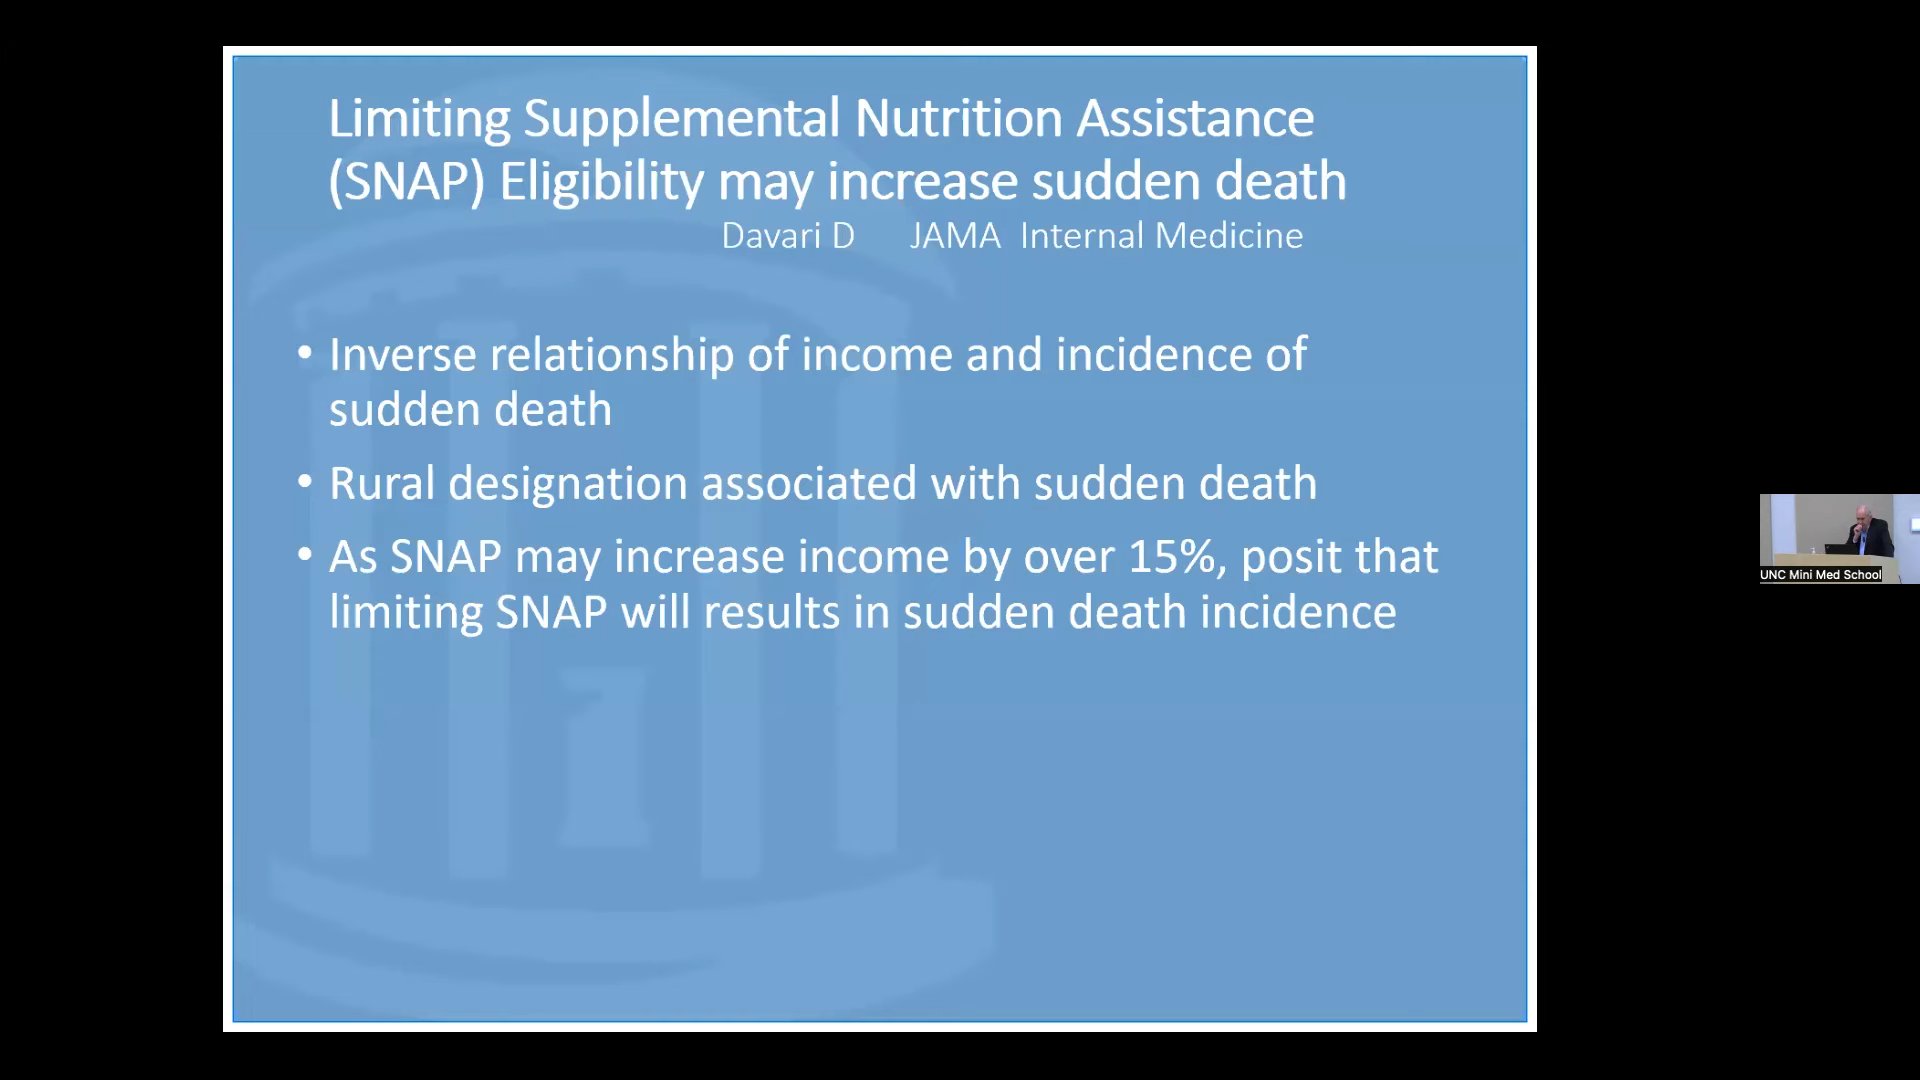 Limiting Supplemental Nutrition Assistance
(SNAP) Eligibility may increase sudden death
Davari D JAMA Internal Medicine
• Inverse relationship of income and incidence of
sudden death
• Rural designation associated with sudden death
• As SNAP may increase income by over 15%, posit that
limiting SNAP will results in sudden death incidence
UNC Mini Med School